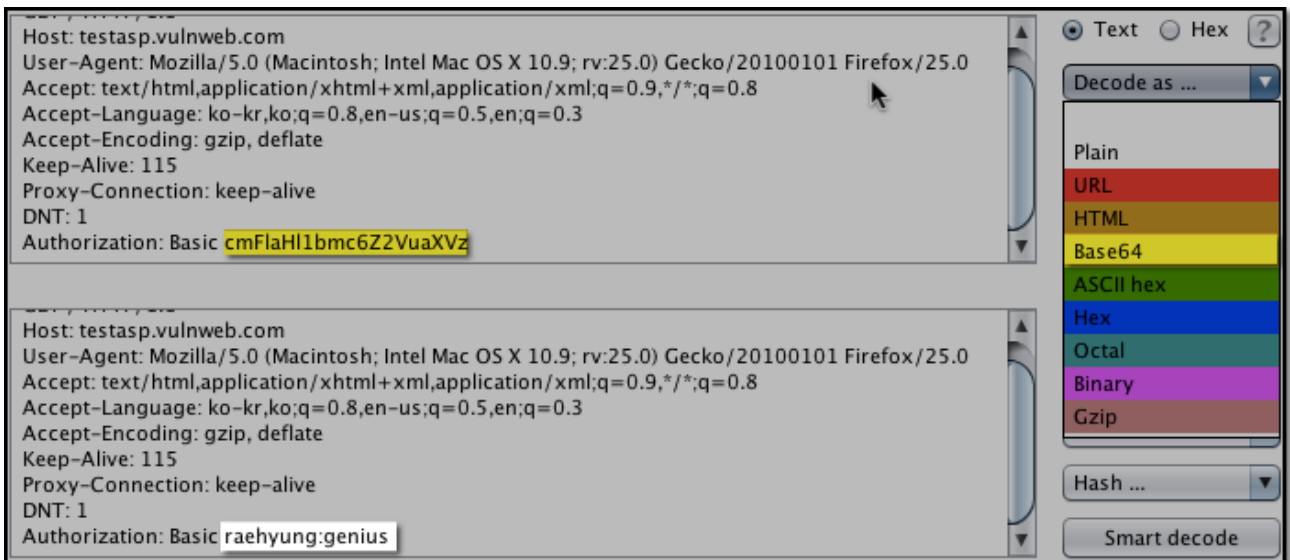 Host: testasp.vulnweb.com
User-Agent: Mozilla/5.0 (Macintosh; Intel Mac OS X 10.9; rv:25.0) Gecko/20100101 Firefox/25.0
Accept: text/html,application/xhtml+xml,application/xml;q=0.9,*/*;q=0.8
Accept-Language: ko-kr,ko;q=0.8,en-us;q=0.5,en;q=0.3
Accept-Encoding: gzip, deflate
Keep-Alive: 115
Proxy-Connection: keep-alive
DNT: 1
Authorization: Basic cmFlaHl1bmc6Z2VuaXVz
Host: testasp.vulnweb.com
User-Agent: Mozilla/5.0 (Macintosh; Intel Mac OS X 10.9; rv:25.0) Gecko/20100101 Firefox/25.0
Accept: text/html,application/xhtml+xml,application/xml;q=0.9,*/*;q=0.8
Accept-Language: ko-kr,ko;q=0.8,en-us;q=0.5,en;q=0.3
Accept-Encoding: gzip, deflate
Keep-Alive: 115
Proxy-Connection: keep-alive
DNT: 1
Authorization: Basic raehyung:genius
Text Hex ?
Decode as ...
Plain
URL
HTML
Base64
ASCII hex
Hex
Octal
Binary
Gzip
Hash ...
Smart decode